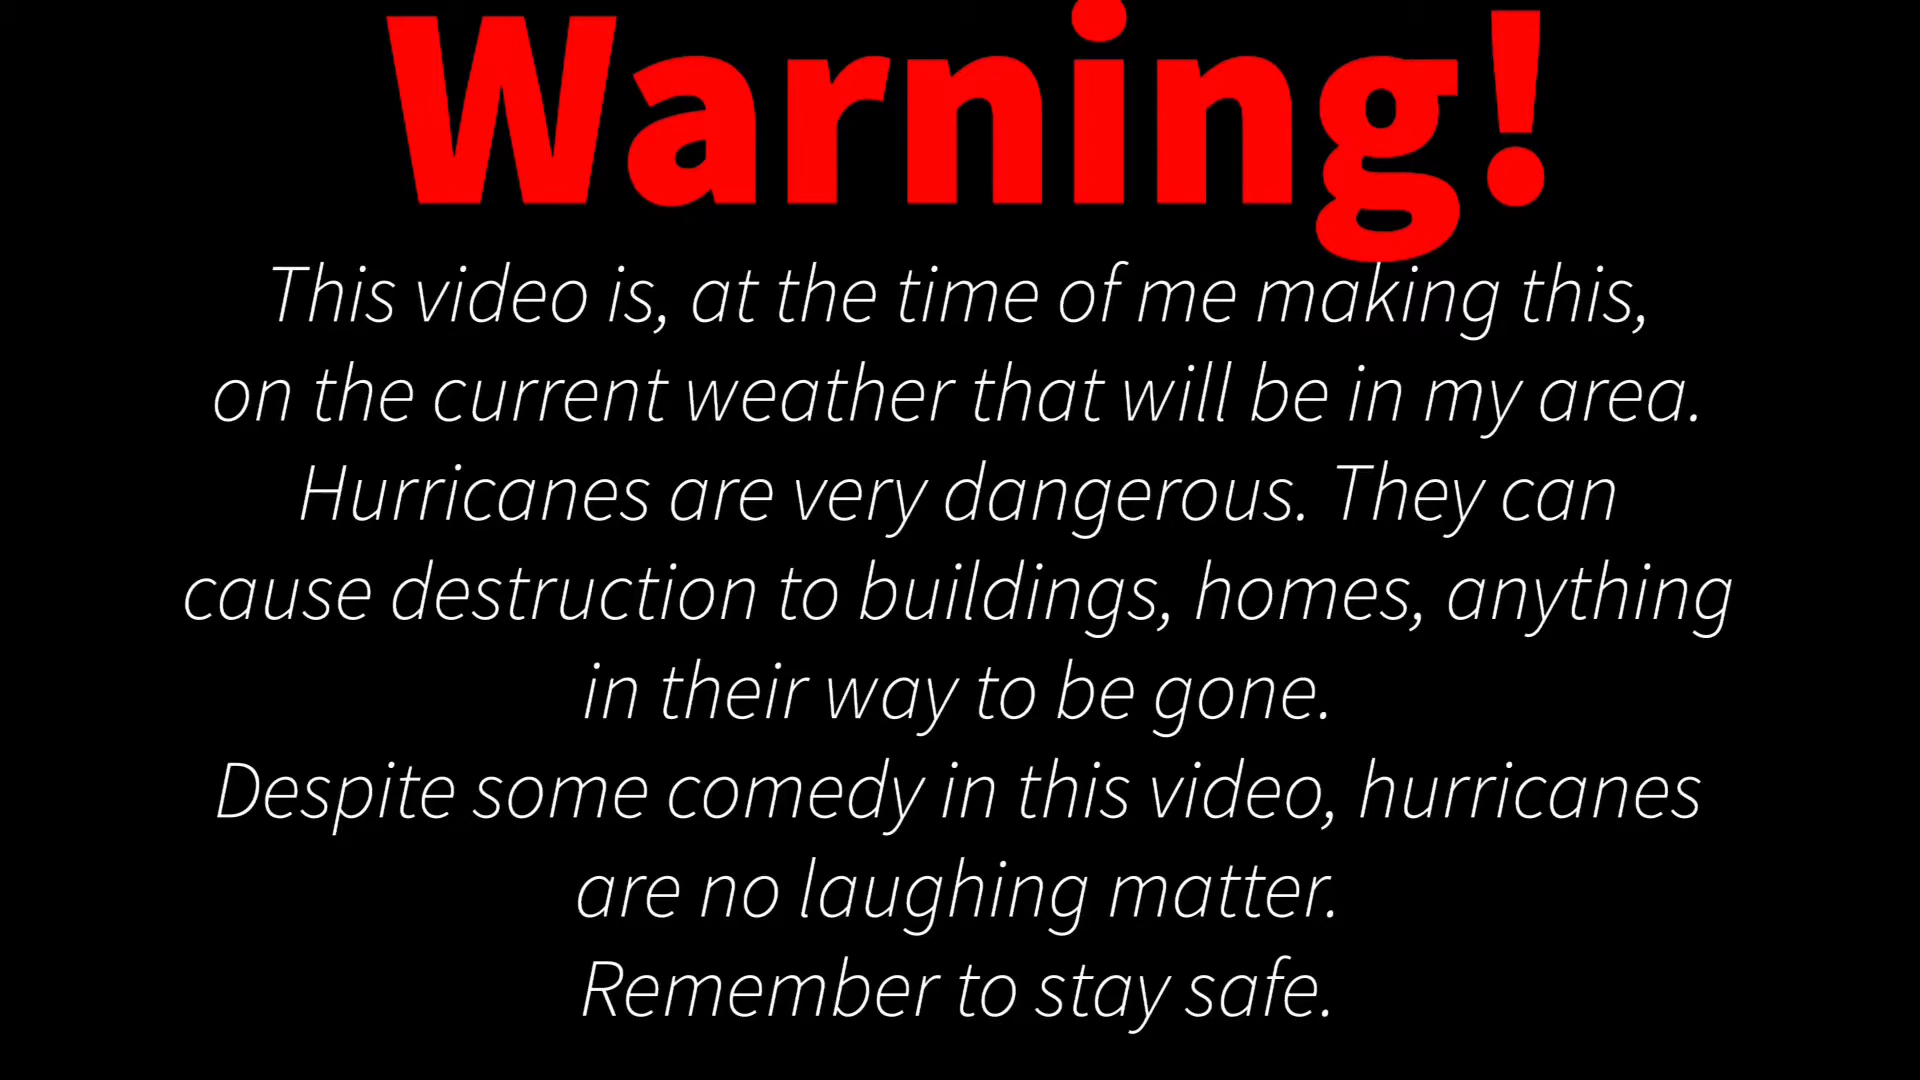 Warning!
This video is, at the time of me making this,
on the current weather that will be in my area.
Hurricanes are very dangerous. They can
cause destruction to buildings, homes, anything
in their way to be gone.
Despite some comedy in this video, hurricanes
are no laughing matter.
Remember to stay safe.